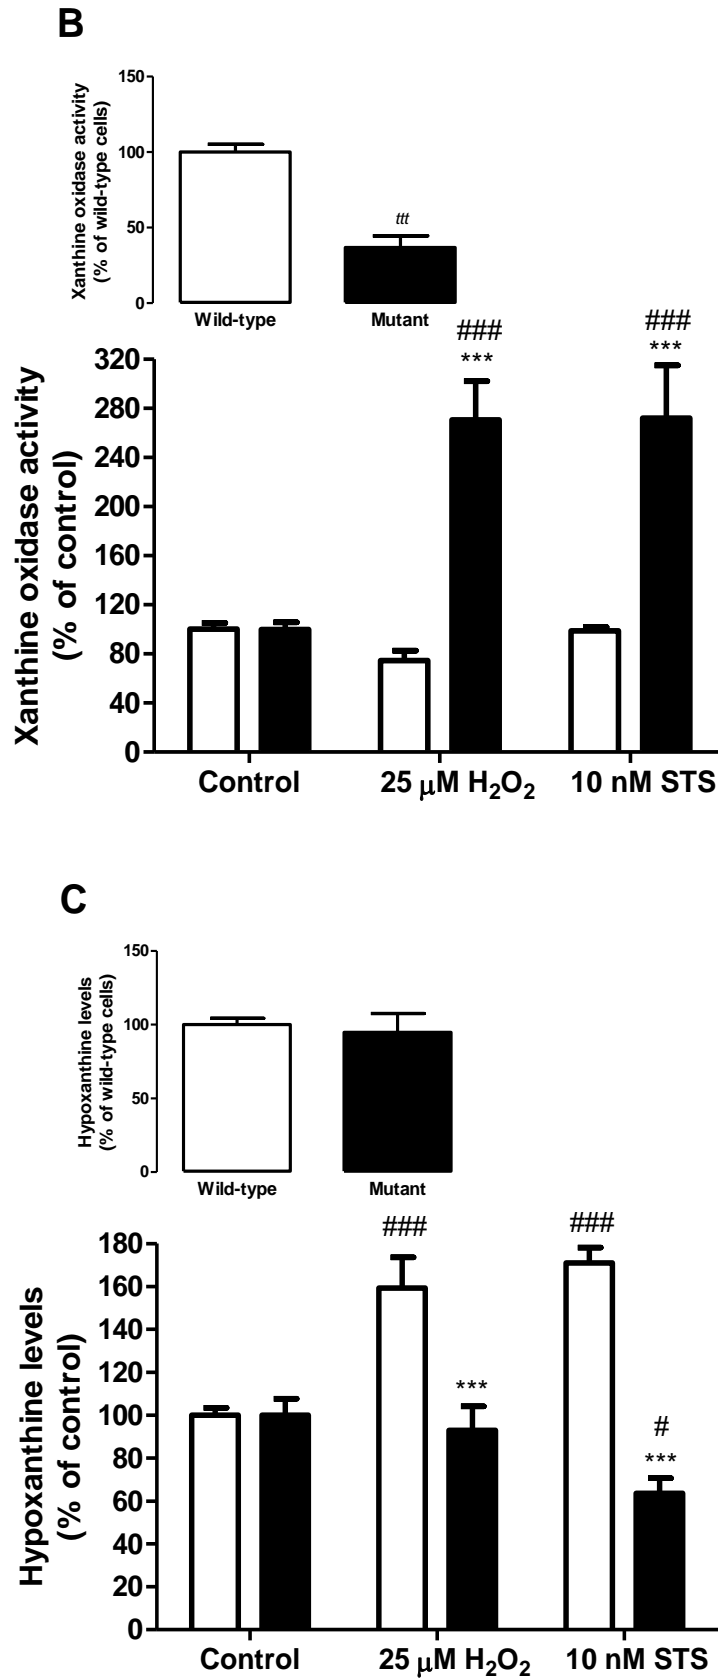 B
Xanthine oxidase activity
(% of wild-type cells)
150
100
50
0
ttt
Wild-type
Mutant
Xanthine oxidase activity
(% of control)
320
280
240
200
160
120
80
40
0
###
***
###
***
Control
25 μM H₂O₂
10 nM STS
C
Hypoxanthine levels
(% of wild-type cells)
150
100
50
0
Wild-type
Mutant
Hypoxanthine levels
(% of control)
180
160
140
120
100
80
60
40
20
0
###
***
###
#
***
Control
25 μM H₂O₂
10 nM STS